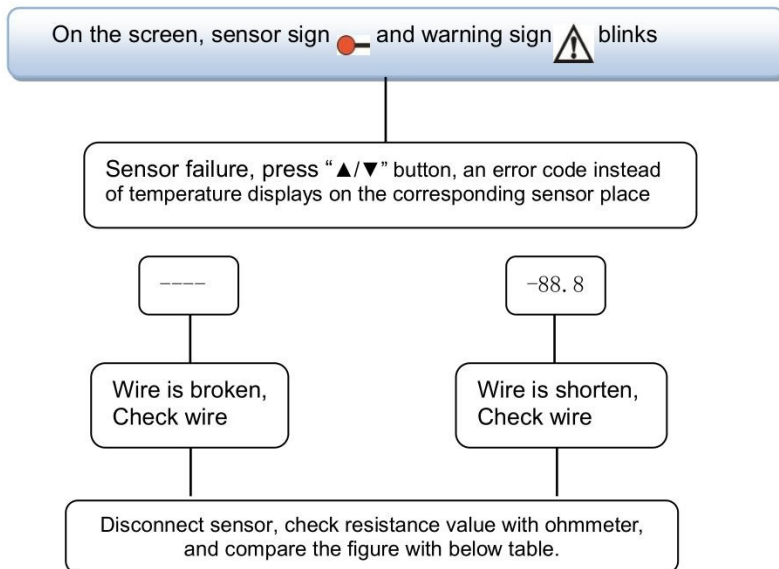 On the screen, sensor sign and warning sign blinks
Sensor failure, press “▲/▼” button, an error code instead
of temperature displays on the corresponding sensor place
----
-88.8
Wire is broken,
Check wire
Wire is shorten,
Check wire
Disconnect sensor, check resistance value with ohmmeter,
and compare the figure with below table.